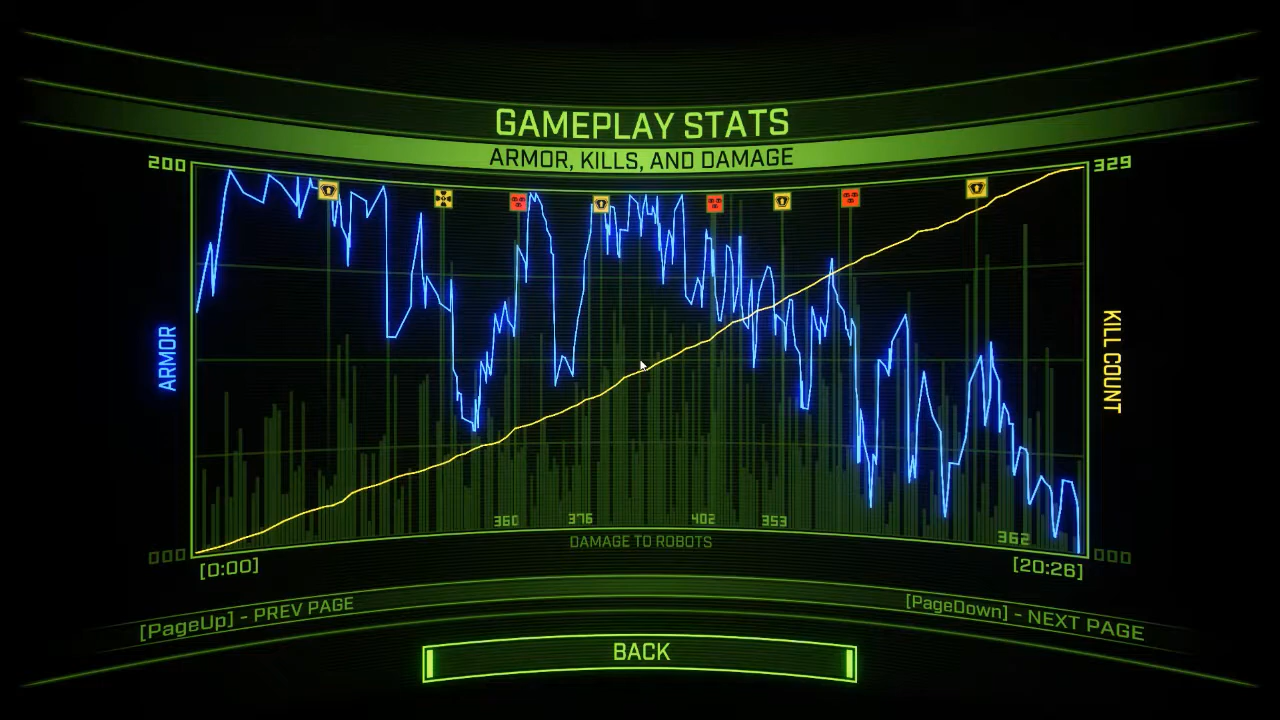 GAMEPLAY STATS
ARMOR, KILLS, AND DAMAGE
200
329
ARMOR
KILL COUNT
360 376 402 353 362
000
000
DAMAGE TO ROBOTS
[0:00]
[20:26]
[PageUp] - PREV PAGE
[PageDown] - NEXT PAGE
BACK